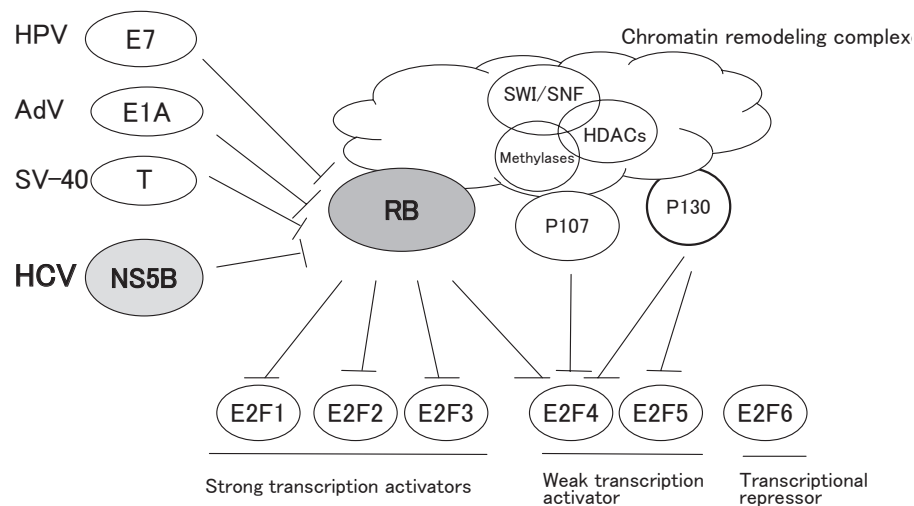 HPV
E7
Chromatin remodeling complex
AdV
E1A
SWI/SNF
HDACs
Methylases
SV-40
T
RB
P107
P130
HCV
NS5B
E2F1
E2F2
E2F3
E2F4
E2F5
E2F6
Strong transcription activators
Weak transcription
activator
Transcriptional
repressor